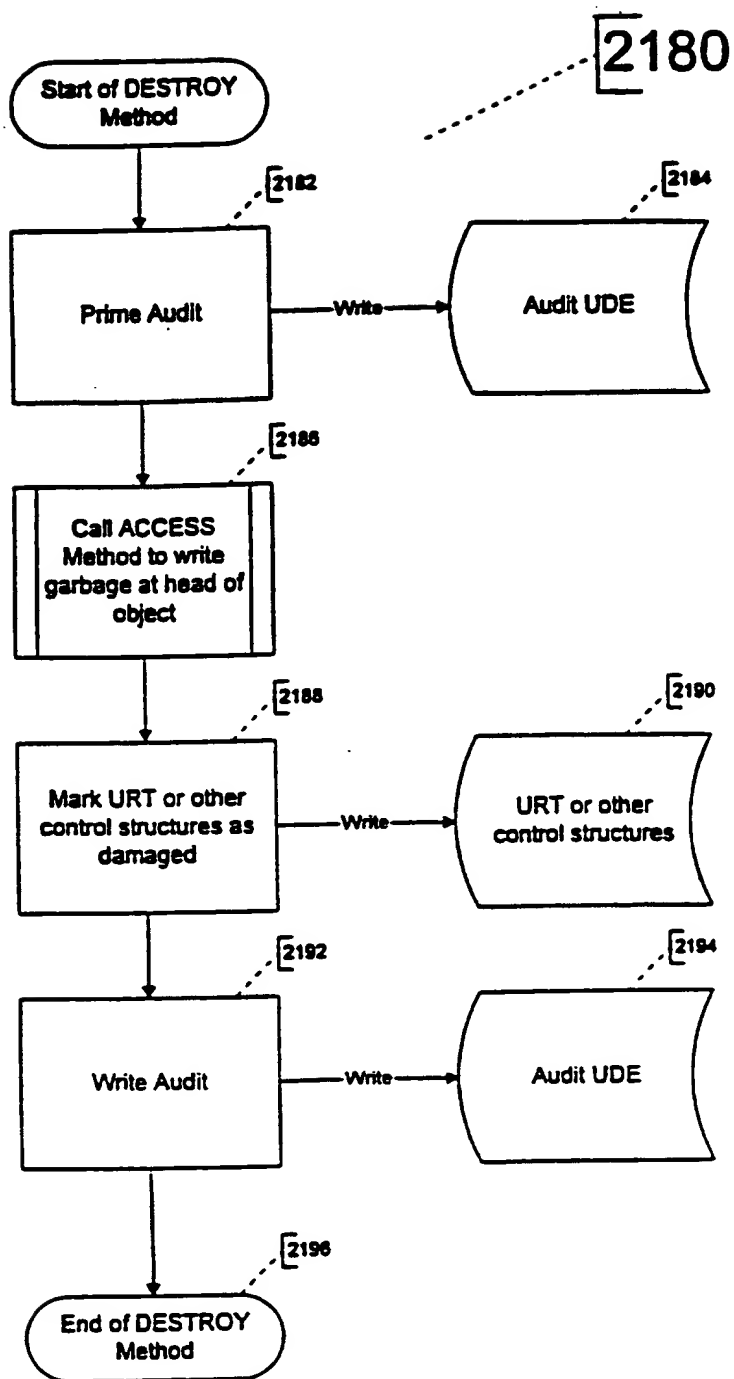 2180
Start of DESTROY
Method
2182
2184
Prime Audit
Write
Audit UDE
2186
Call ACCESS
Method to write
garbage at head of
object
2188
2190
Mark URT or other
control structures as
damaged
Write
URT or other
control structures
2192
2194
Write Audit
Write
Audit UDE
2196
End of DESTROY
Method